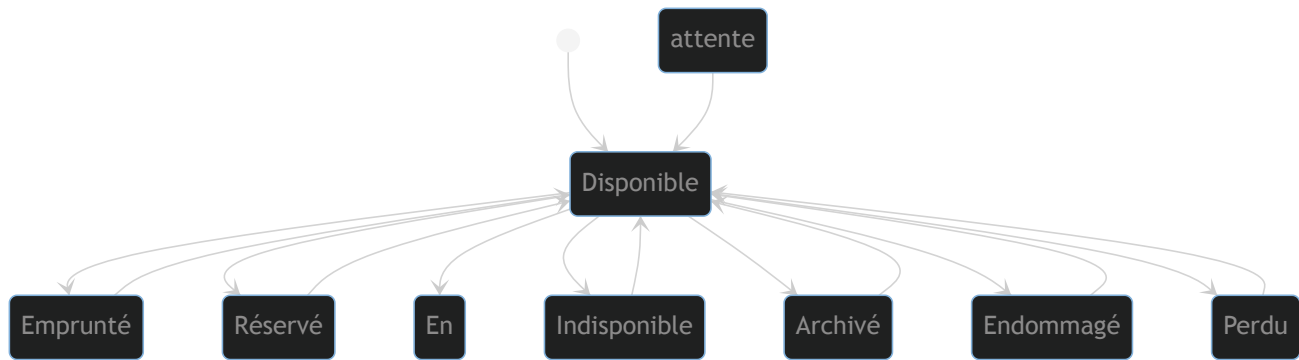 attente
Disponible
Emprunté
Réservé
En
Indisponible
Archivé
Endommagé
Perdu